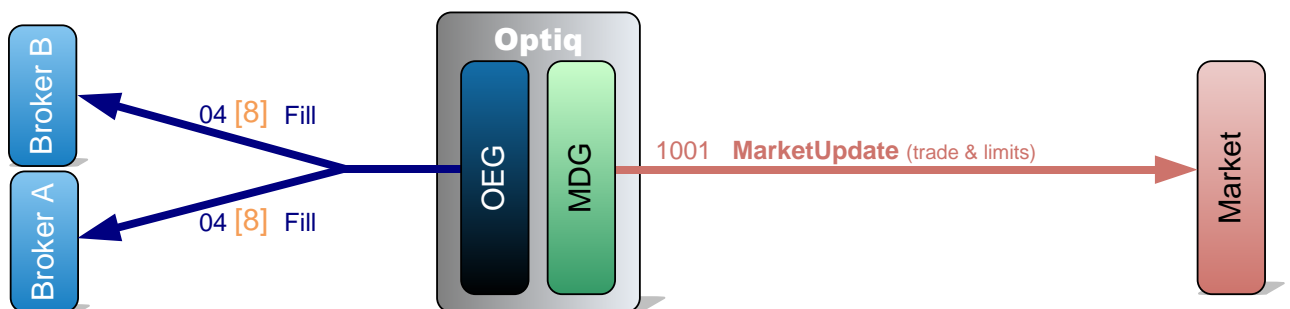 Optiq
Broker B
04 [8] Fill
OEG
MDG
1001 MarketUpdate (trade & limits)
Market
Broker A
04 [8] Fill